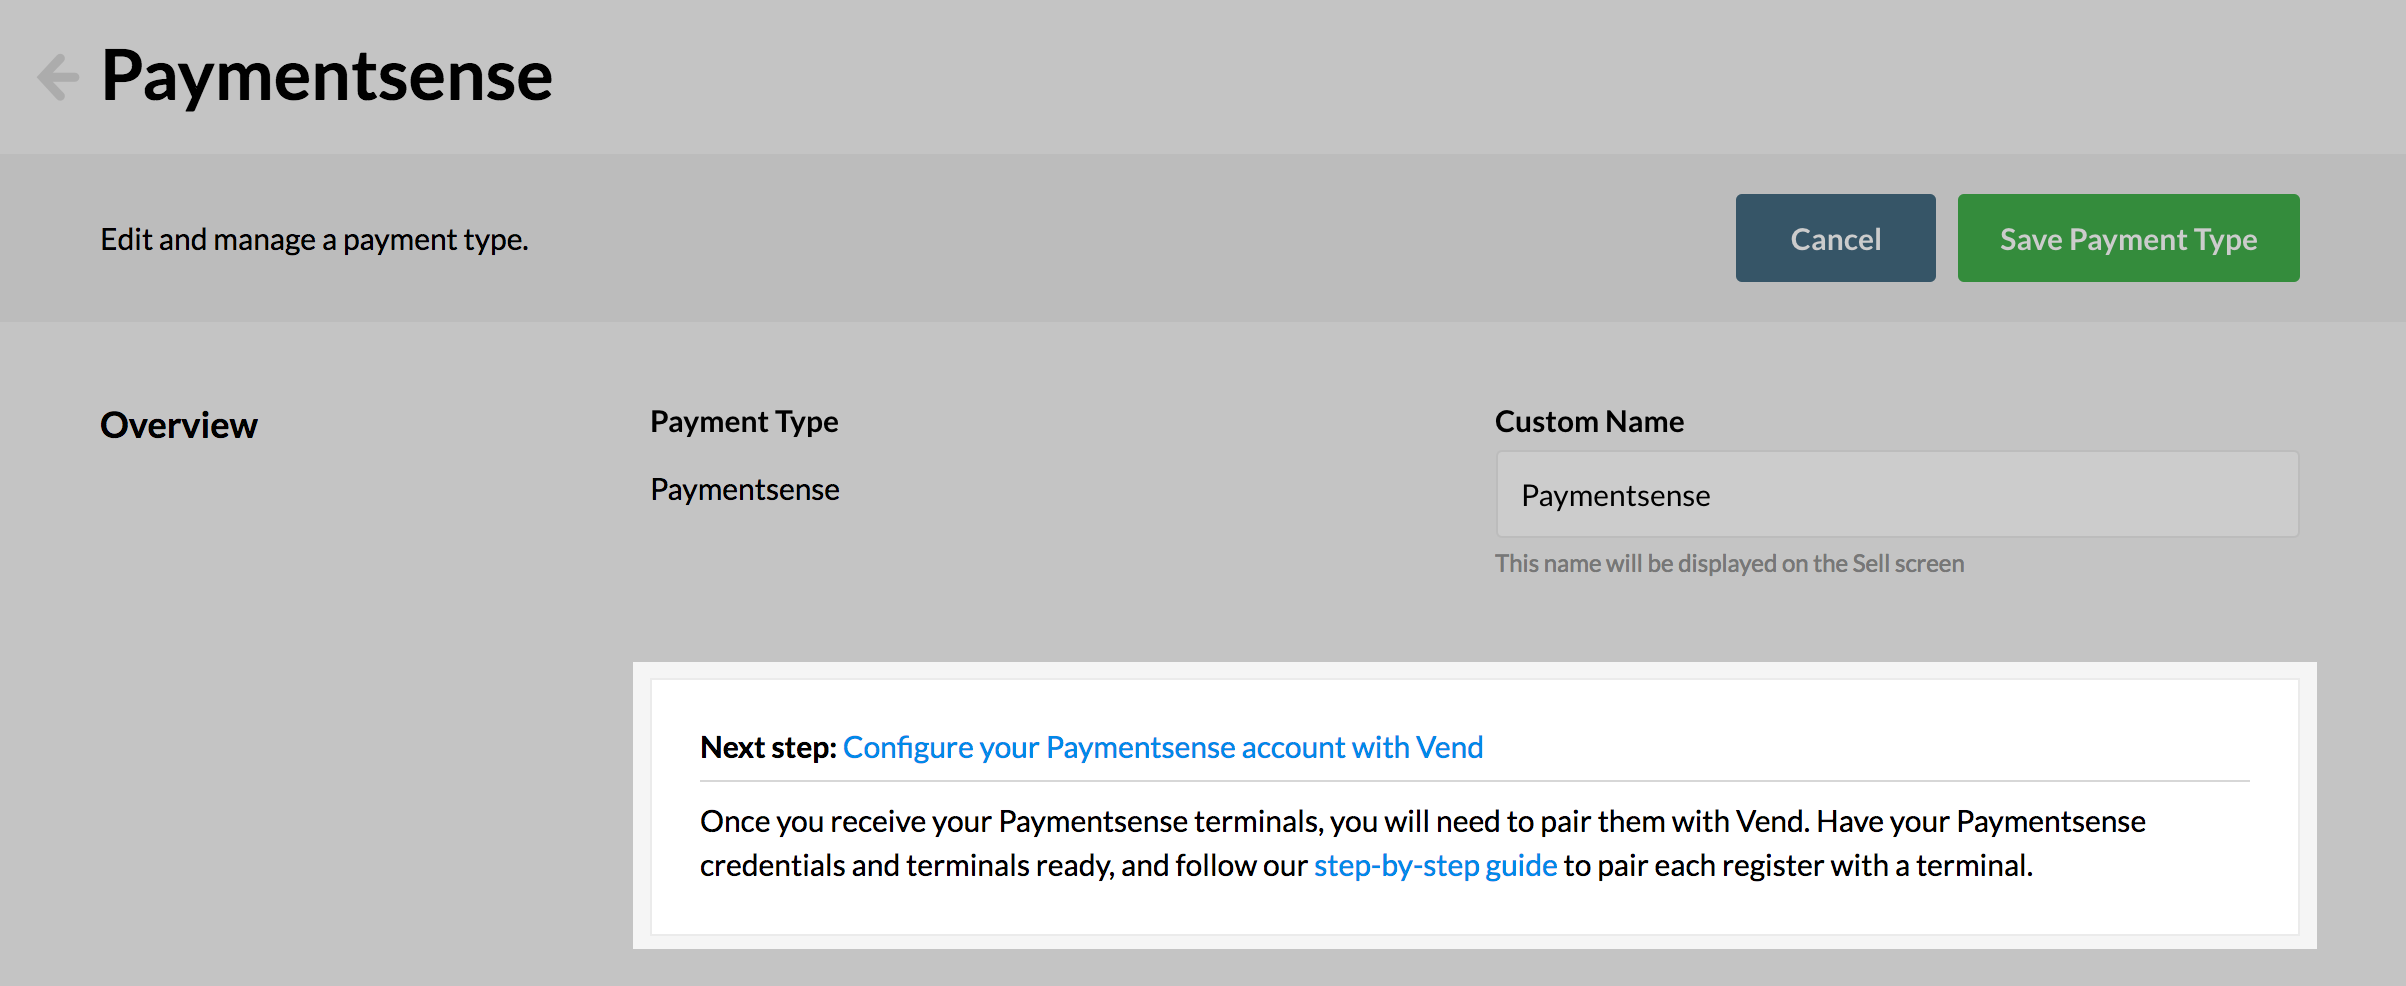 Paymentsense
Edit and manage a payment type.
Cancel
Save Payment Type
Overview
Payment Type
Paymentsense
Custom Name
Paymentsense
This name will be displayed on the Sell screen
Next step: Configure your Paymentsense account with Vend
Once you receive your Paymentsense terminals, you will need to pair them with Vend. Have your Paymentsense
credentials and terminals ready, and follow our step-by-step guide to pair each register with a terminal.